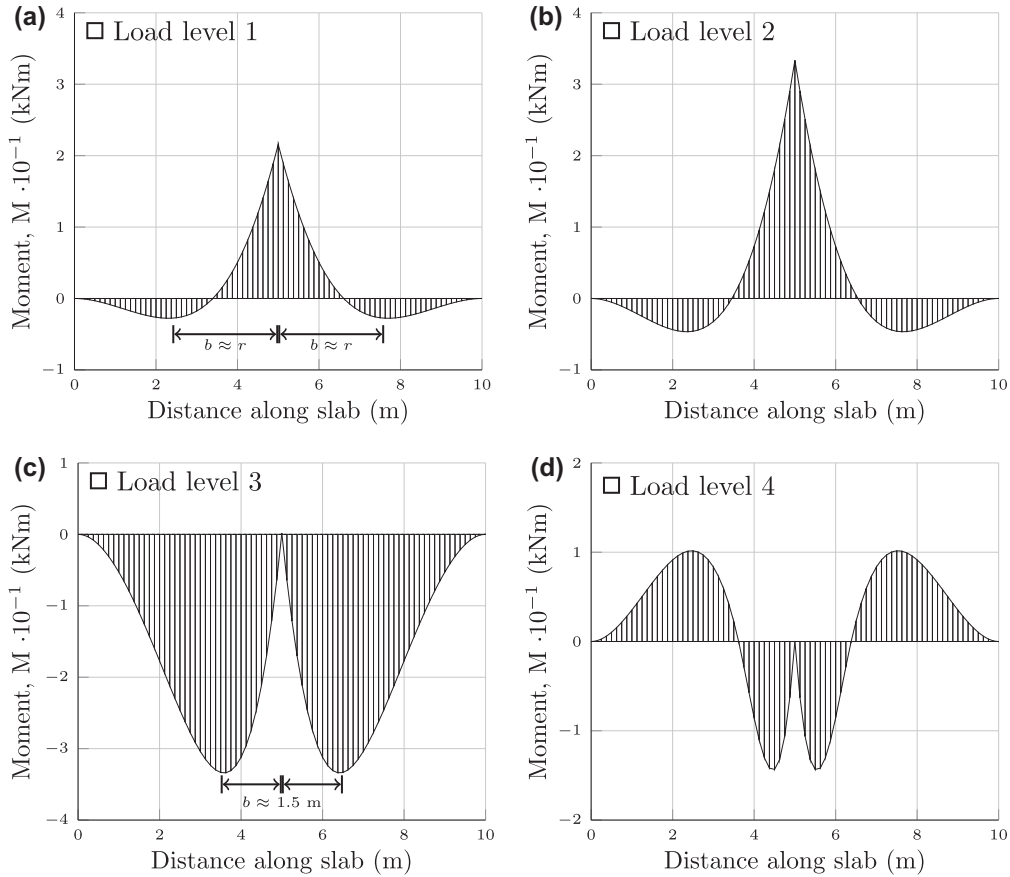 (a)
□ Load level 1
4
3
2
1
0
−1
0
2
4
6
8
10
b ≈ r
b ≈ r
Moment, M ·10⁻¹ (kNm)
Distance along slab (m)
(b)
□ Load level 2
4
3
2
1
0
−1
0
2
4
6
8
10
Moment, M ·10⁻¹ (kNm)
Distance along slab (m)
(c)
□ Load level 3
1
0
−1
−2
−3
−4
0
2
4
6
8
10
b ≈ 1.5 m
Moment, M ·10⁻¹ (kNm)
Distance along slab (m)
(d)
□ Load level 4
2
1
0
−1
−2
0
2
4
6
8
10
Moment, M ·10⁻¹ (kNm)
Distance along slab (m)